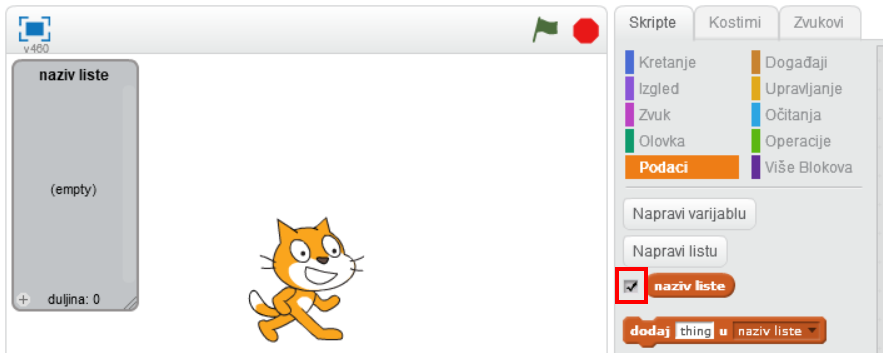 v460
naziv liste
(empty)
duljina: 0
Skripte
Kostimi
Zvukovi
Kretanje
Događaji
Izgled
Upravljanje
Zvuk
Očitanja
Olovka
Operacije
Podaci
Više Blokova
Napravi varijablu
Napravi listu
naziv liste
dodaj thing u naziv liste